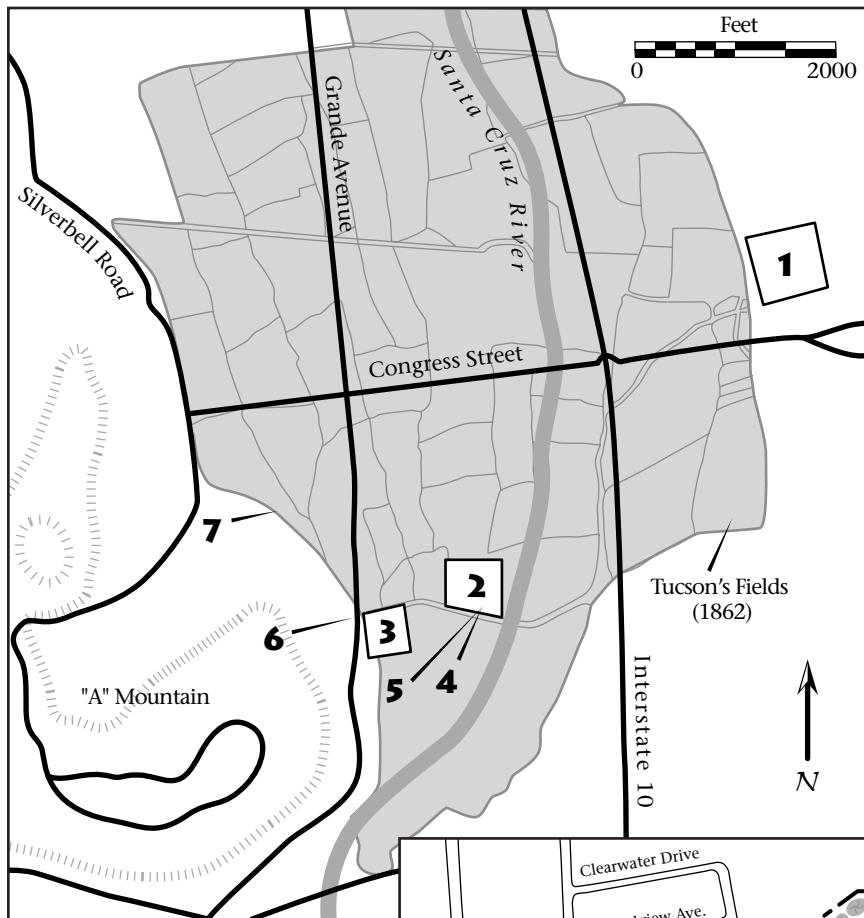 Feet
0 2000
Grande Avenue
Santa Cruz River
Silverbell Road
1
Congress Street
7
2
Tucson's Fields
(1862)
6
3
5
4
"A" Mountain
Interstate 10
N
Clearwater Drive
Ave.